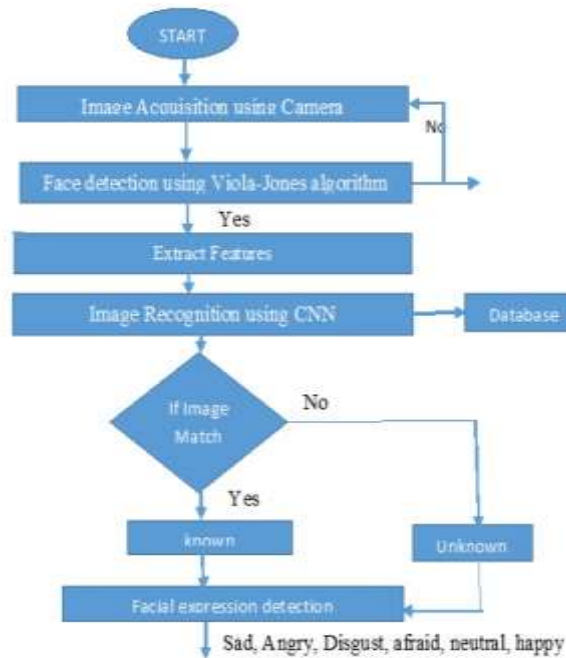 START
Image Acquisition using Camera
No
Face detection using Viola-Jones algorithm
Yes
Extract Features
Image Recognition using CNN
Database
If Image
Match
No
Yes
known
Unknown
Facial expression detection
Sad, Angry, Disgust, afraid, neutral, happy